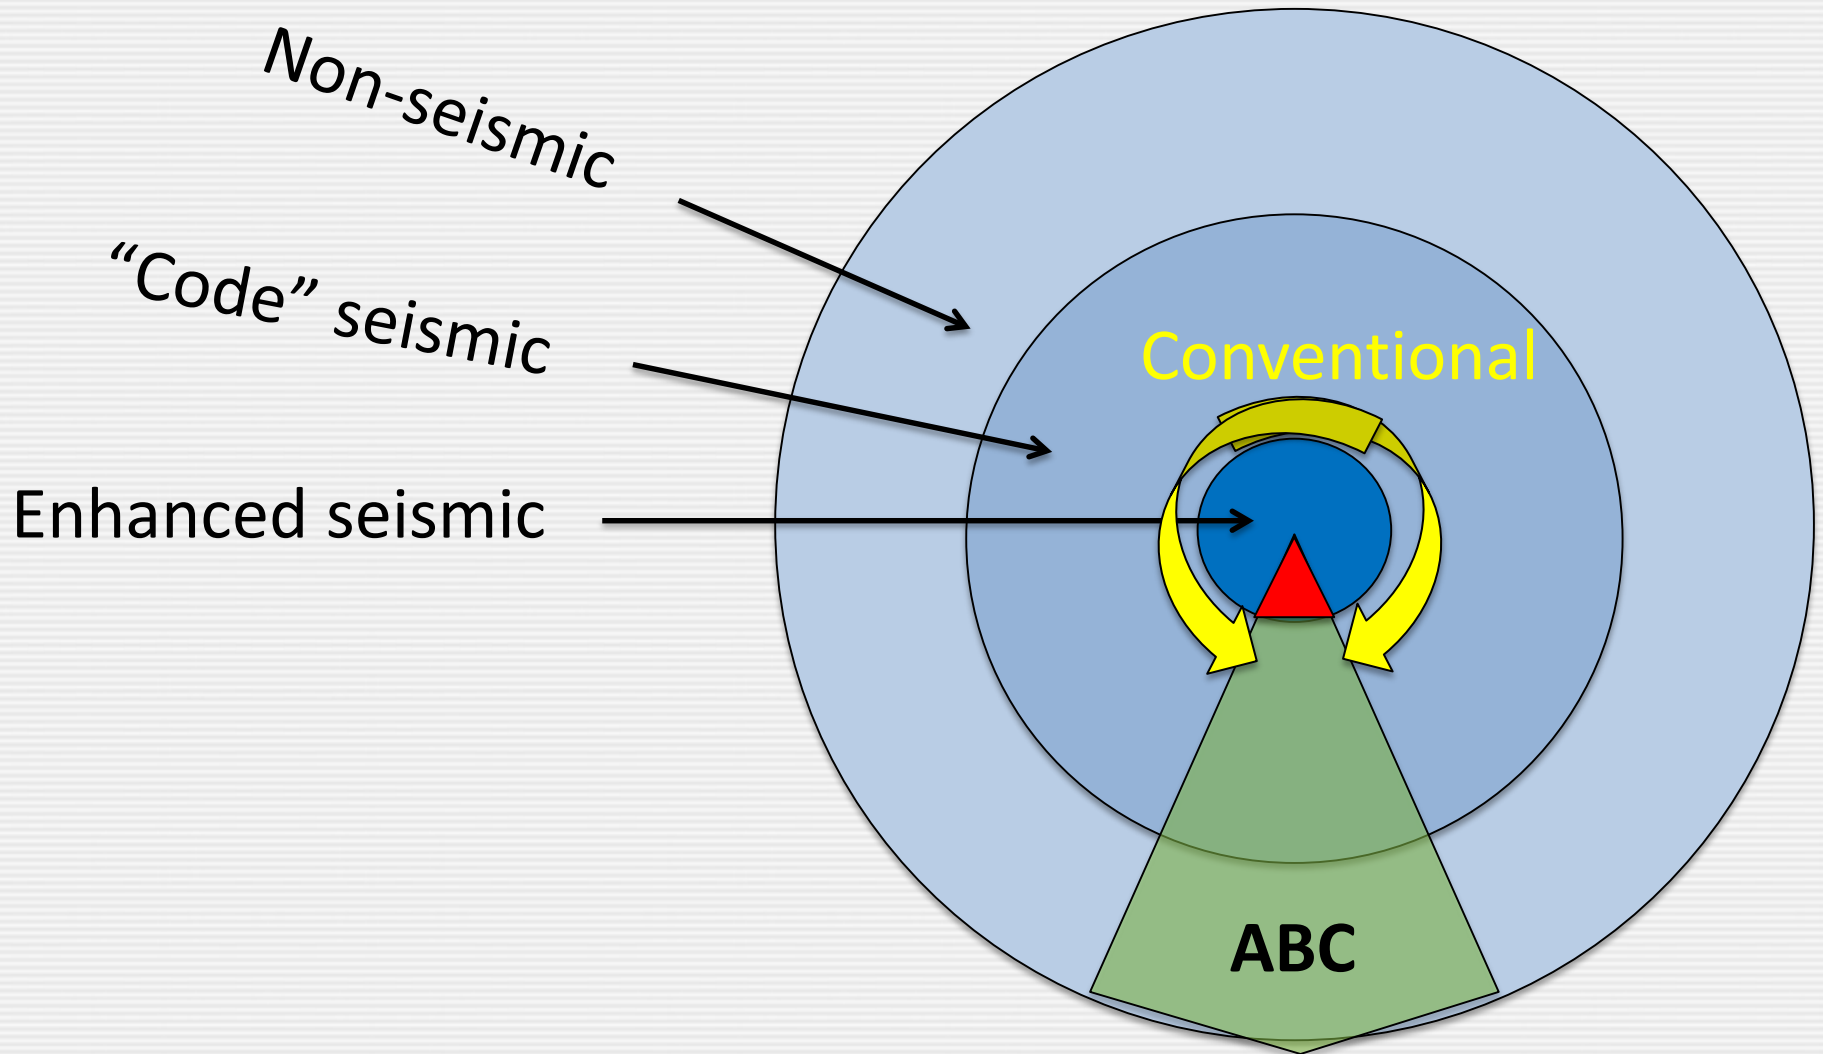 Non-seismic
“Code” seismic
Conventional
Enhanced seismic
ABC